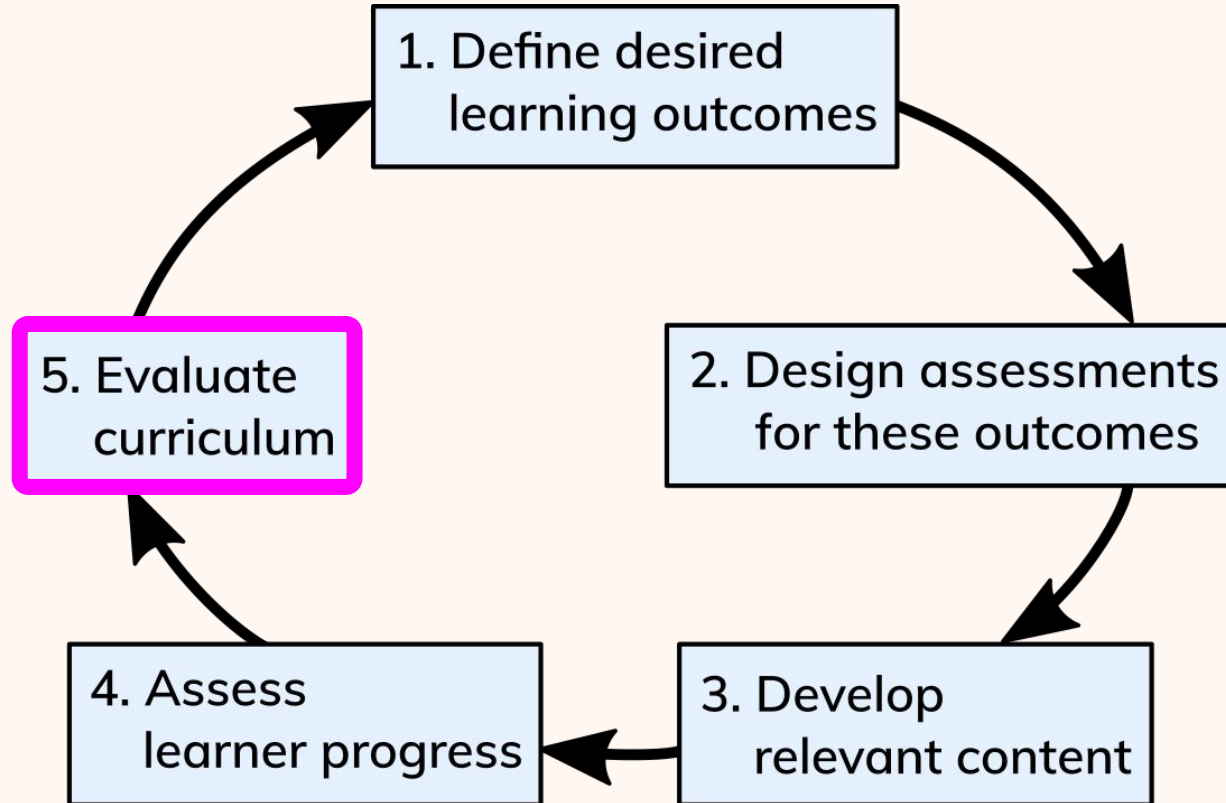 1. Define desired
learning outcomes
2. Design assessments
for these outcomes
3. Develop
relevant content
4. Assess
learner progress
5. Evaluate
curriculum